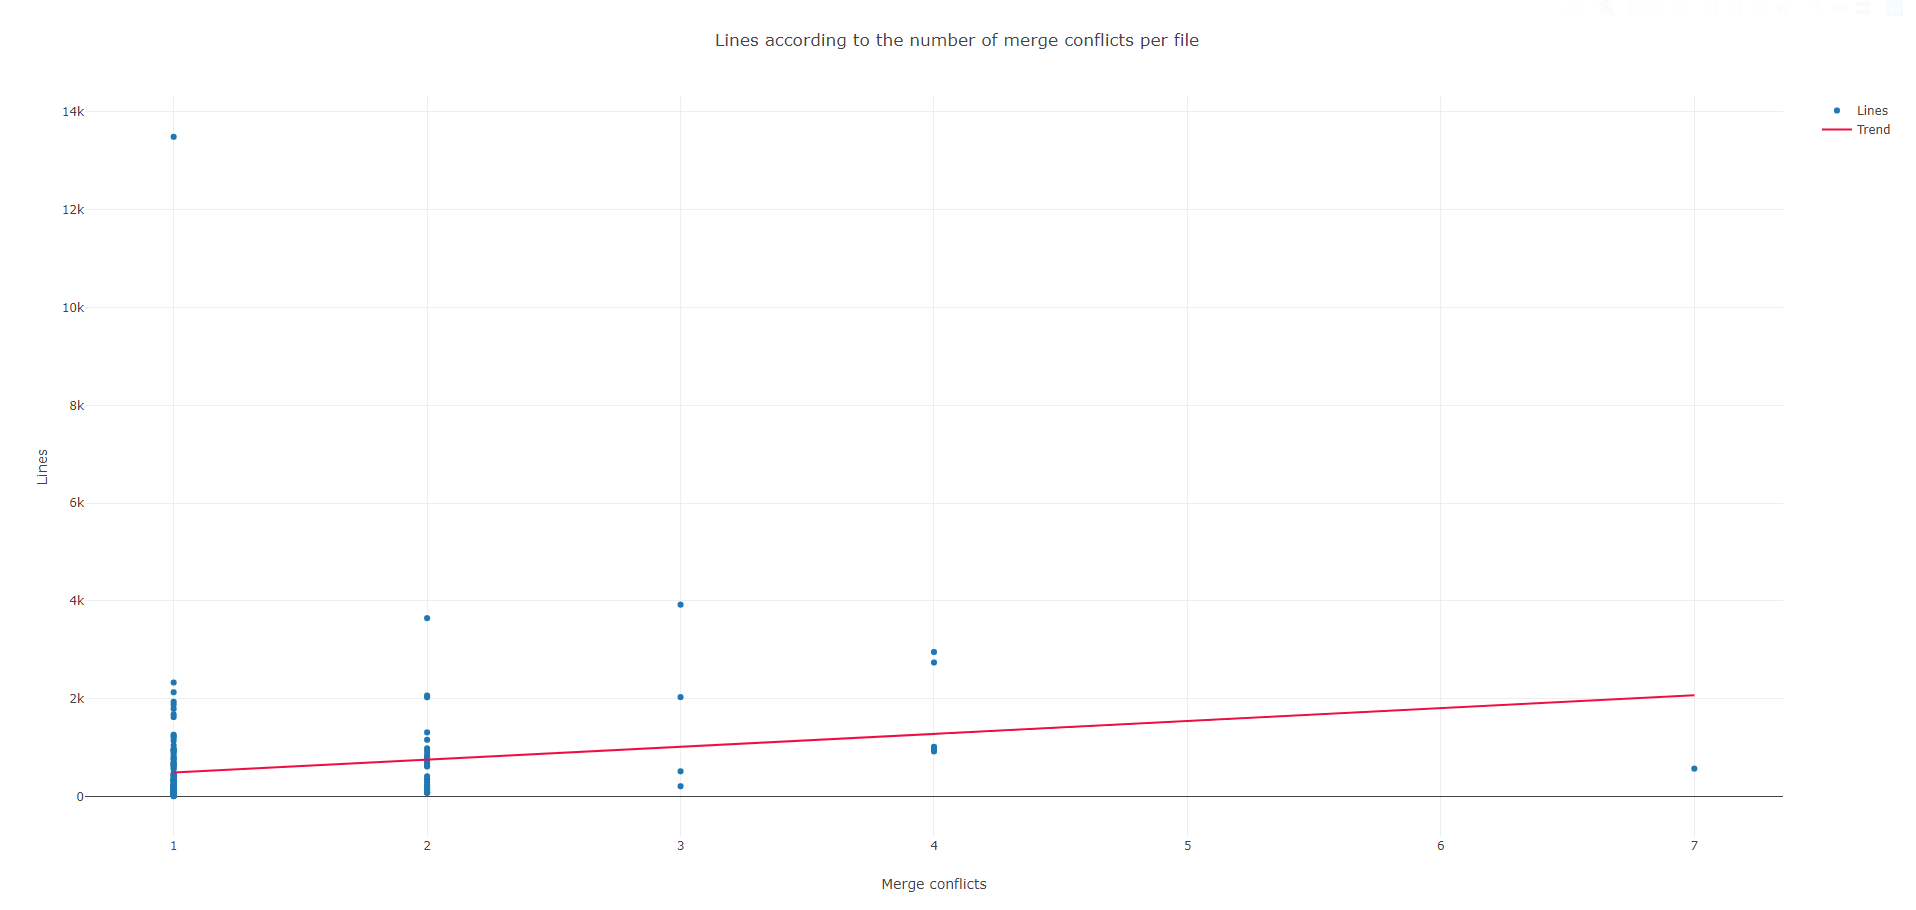 Lines according to the number of merge conflicts per file
14k
12k
10k
8k
6k
4k
2k
0
Lines
1 2 3 4 5 6 7
Merge conflicts
Lines
Trend